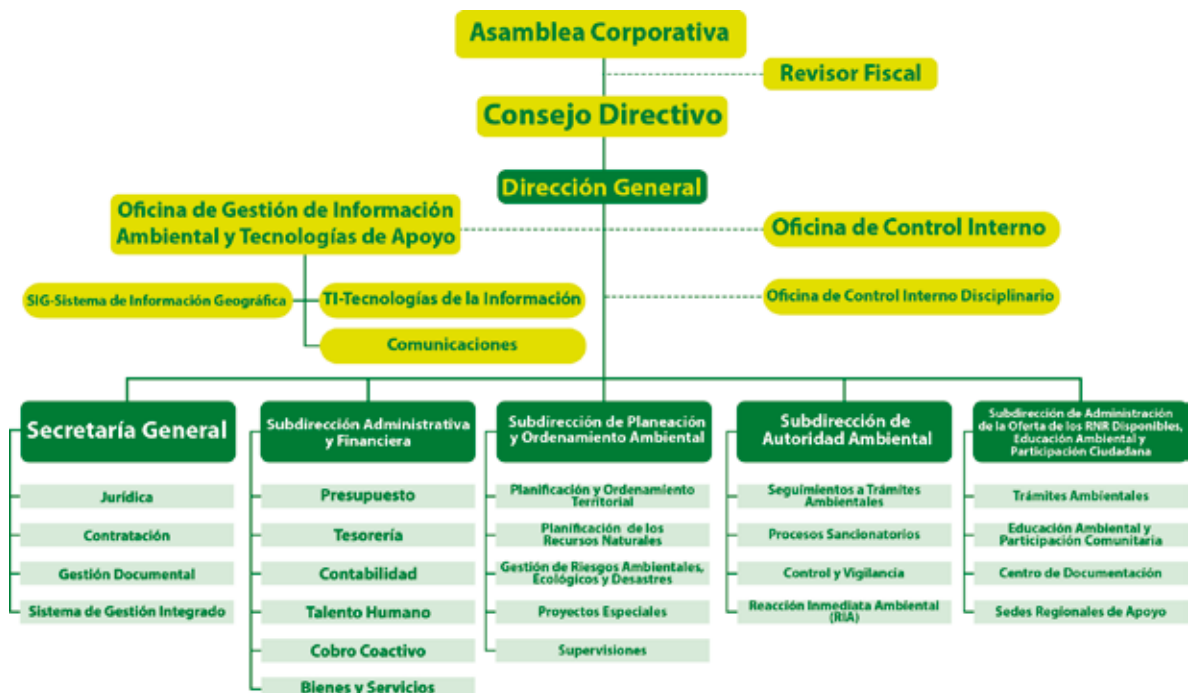 Asamblea Corporativa
Revisor Fiscal
Consejo Directivo
Dirección General
Oficina de Gestión de Información
Ambiental y Tecnologías de Apoyo
Oficina de Control Interno
SIG-Sistema de Información Geográfica
TI-Tecnologías de la Información
Oficina de Control Interno Disciplinario
Comunicaciones
Secretaría General
Jurídica
Contratación
Gestión Documental
Sistema de Gestión Integrado
Subdirección Administrativa
y Financiera
Presupuesto
Tesorería
Contabilidad
Talento Humano
Cobro Coactivo
Bienes y Servicios
Subdirección de Planeación
y Ordenamiento Ambiental
Planificación y Ordenamiento
Territorial
Planificación de los
Recursos Naturales
Gestión de Riesgos Ambientales,
Ecológicos y Desastres
Proyectos Especiales
Supervisiones
Subdirección de
Autoridad Ambiental
Seguimientos a Trámites
Ambientales
Procesos Sancionatorios
Control y Vigilancia
Reacción Inmediata Ambiental
(RIA)
Subdirección de Administración
de la Oferta de los RNR Disponibles,
Educación Ambiental y
Participación Ciudadana
Trámites Ambientales
Educación Ambiental y
Participación Comunitaria
Centro de Documentación
Sedes Regionales de Apoyo